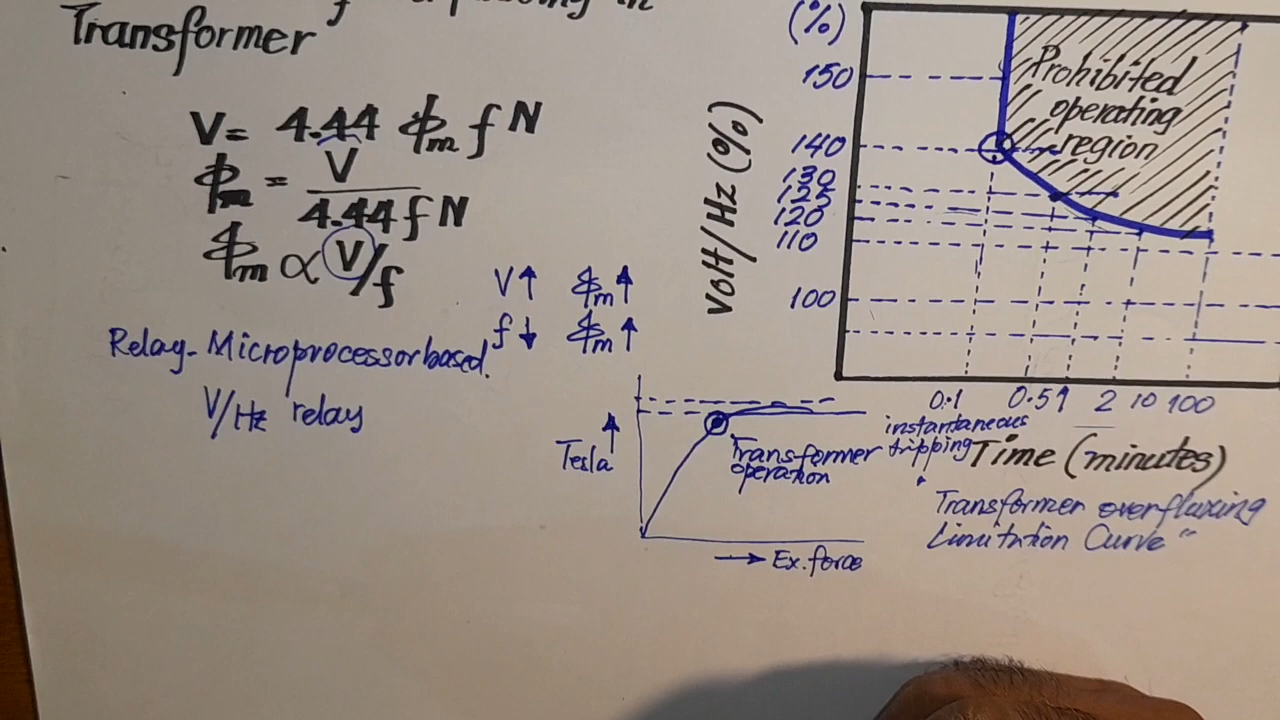 in
Transformer
V= 4.44 ϕm f N
ϕm = V / 4.44 f N
ϕm ∝ V/f
V↑ ϕm↑
f↓ ϕm↑
Relay-Microprocessor based.
V/Hz relay
Tesla
Transformer
operation
Ex. force
(%)
150
140
130
125
120
110
100
Volt/Hz (%)
Prohibited
operating
region
0.1 0.5 1 2 10 100
instantaneous
tripping
Time (minutes)
"Transformer overfluxing
Limitation Curve"